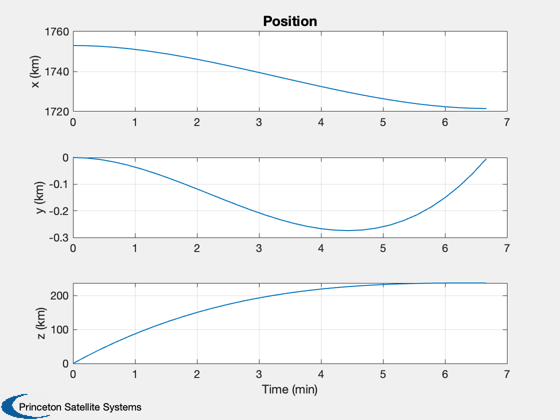 Position
1760
1740
1720
x (km)
0 1 2 3 4 5 6 7
0
-0.1
-0.2
-0.3
y (km)
0 1 2 3 4 5 6 7
200
100
0
z (km)
0 1 2 3 4 5 6 7
Time (min)
Princeton Satellite Systems